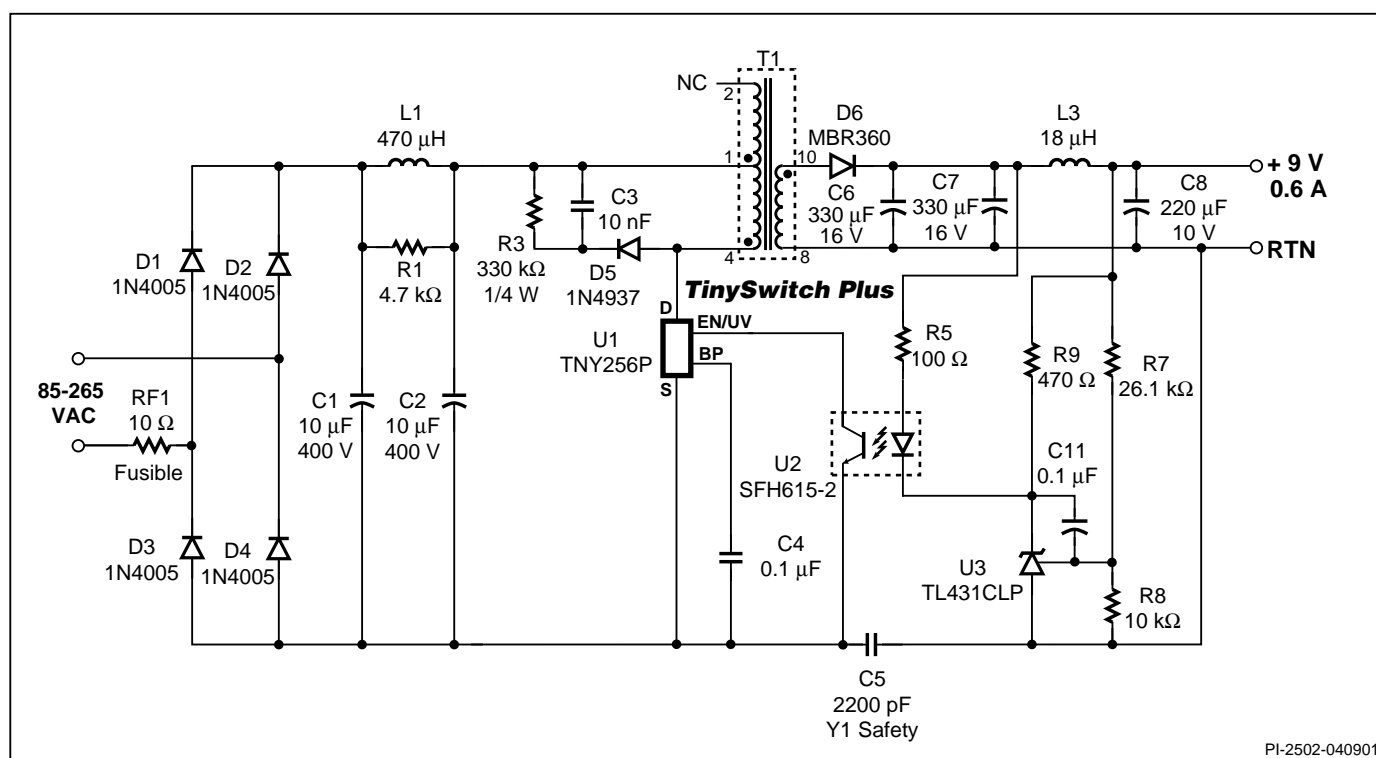 T1
NC
2
L1
470 µH
D6
MBR360
L3
18 µH
1
10
+ 9 V
0.6 A
C3
10 nF
C6
330 µF
16 V
C7
330 µF
16 V
C8
220 µF
10 V
D1
1N4005
D2
1N4005
R1
4.7 kΩ
R3
330 kΩ
1/4 W
D5
1N4937
4
8
RTN
TinySwitch Plus
D
EN/UV
U1
TNY256P
BP
S
R5
100 Ω
R9
470 Ω
R7
26.1 kΩ
85-265
VAC
RF1
10 Ω
Fusible
C1
10 µF
400 V
C2
10 µF
400 V
U2
SFH615-2
C11
0.1 µF
D3
1N4005
D4
1N4005
C4
0.1 µF
U3
TL431CLP
R8
10 kΩ
C5
2200 pF
Y1 Safety
PI-2502-040901